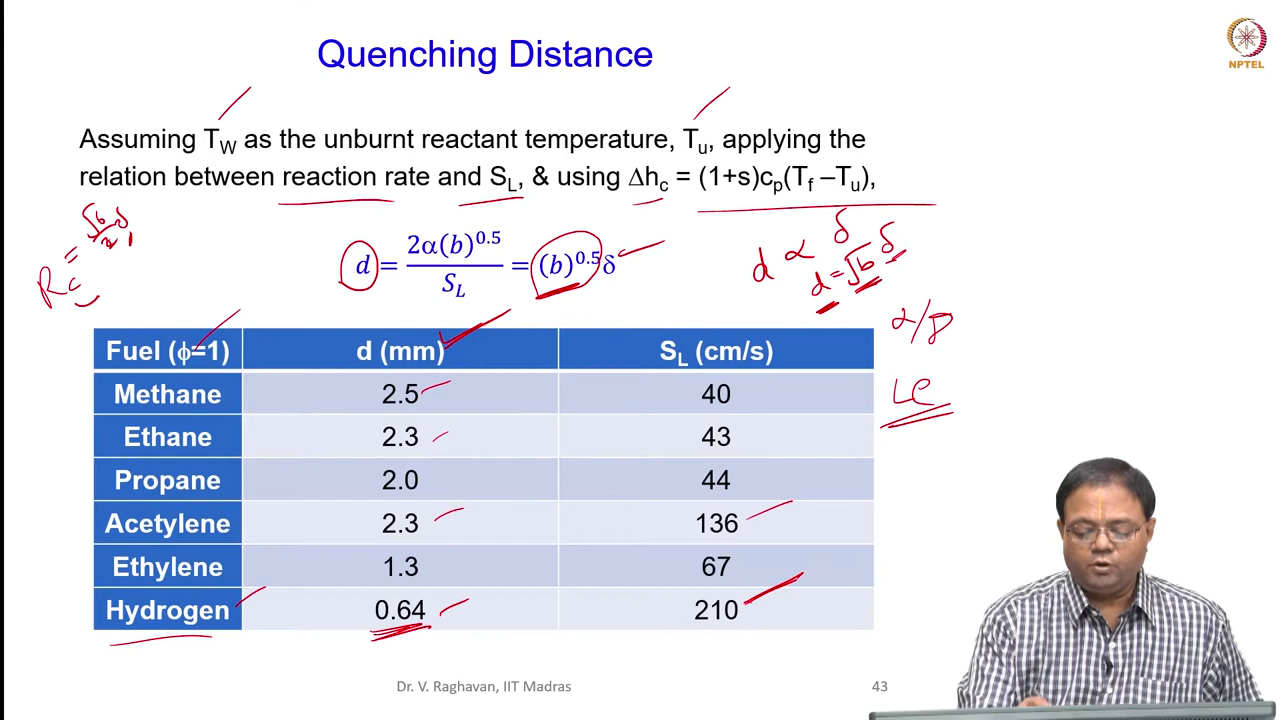 Quenching Distance
NPTEL
Assuming T_W as the unburnt reactant temperature, T_u, applying the
relation between reaction rate and S_L, & using Δh_c = (1+s)c_p(T_f –T_u),
d = 2α(b)^0.5 / S_L = (b)^0.5 δ
d ∝ δ
d = √b δ
R_c = √b δ / 2
α/D
Le
Fuel (ϕ=1) d (mm) S_L (cm/s)
Methane 2.5 40
Ethane 2.3 43
Propane 2.0 44
Acetylene 2.3 136
Ethylene 1.3 67
Hydrogen 0.64 210
Dr. V. Raghavan, IIT Madras 43